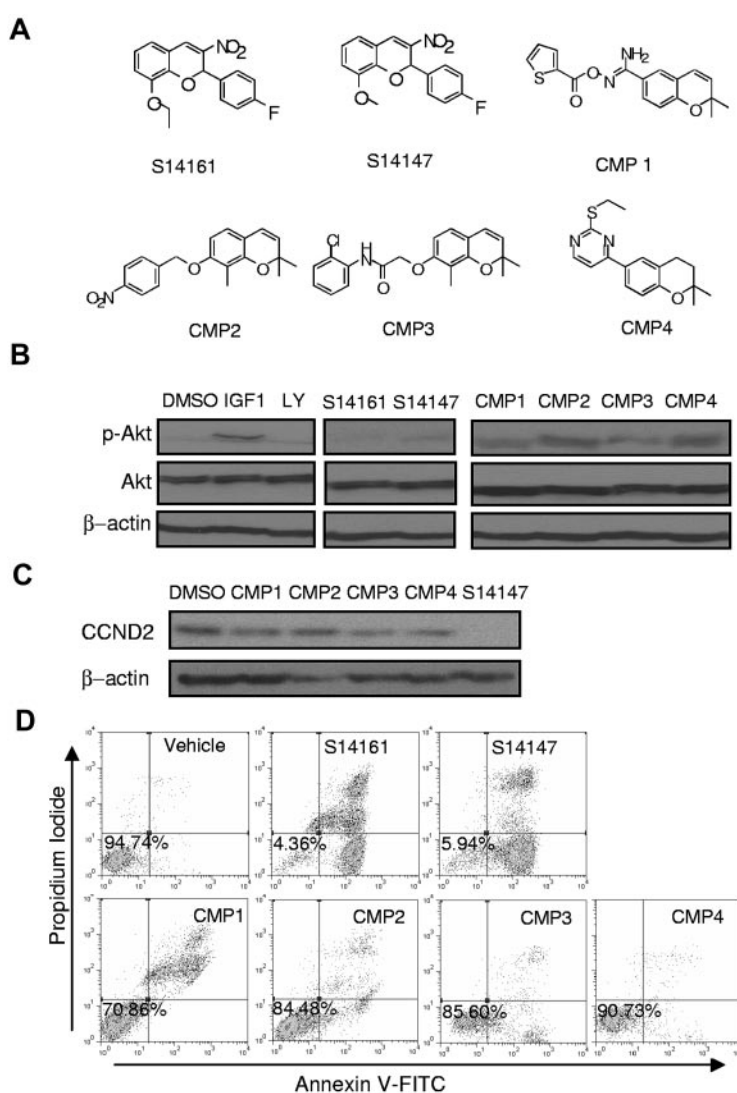 A
NO2
O
O
F
S14161
NO2
O
O
F
S14147
NH2
S
O
O
N
O
CMP 1
O2N
O
O
CMP2
Cl
H
N
O
O
O
CMP3
S
N
N
O
CMP4
B
DMSO IGF1 LY S14161 S14147 CMP1 CMP2 CMP3 CMP4
p-Akt
Akt
β–actin
C
DMSO CMP1 CMP2 CMP3 CMP4 S14147
CCND2
β–actin
D
Vehicle
94.74%
S14161
4.36%
S14147
5.94%
CMP1
70.86%
CMP2
84.48%
CMP3
85.60%
CMP4
90.73%
Propidium Iodide
Annexin V-FITC